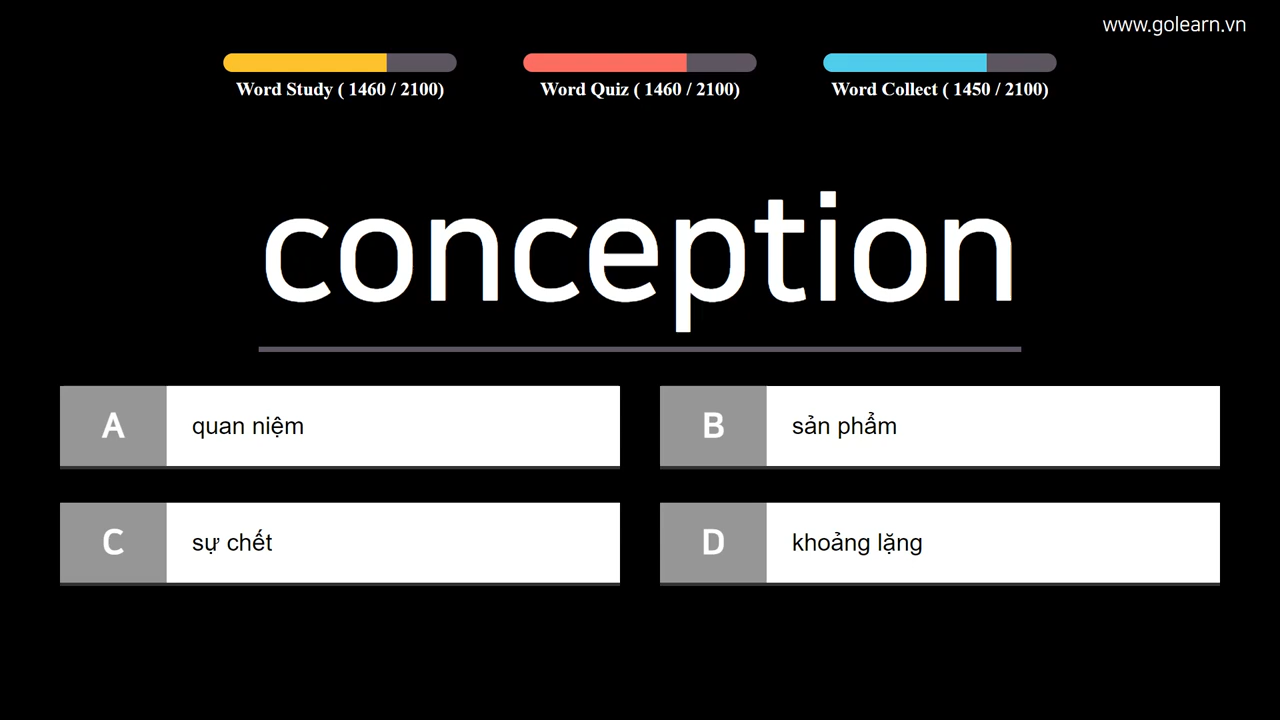 www.golearn.vn
Word Study ( 1460 / 2100)
Word Quiz ( 1460 / 2100)
Word Collect ( 1450 / 2100)
conception
A quan niệm
B sản phẩm
C sự chết
D khoảng lặng